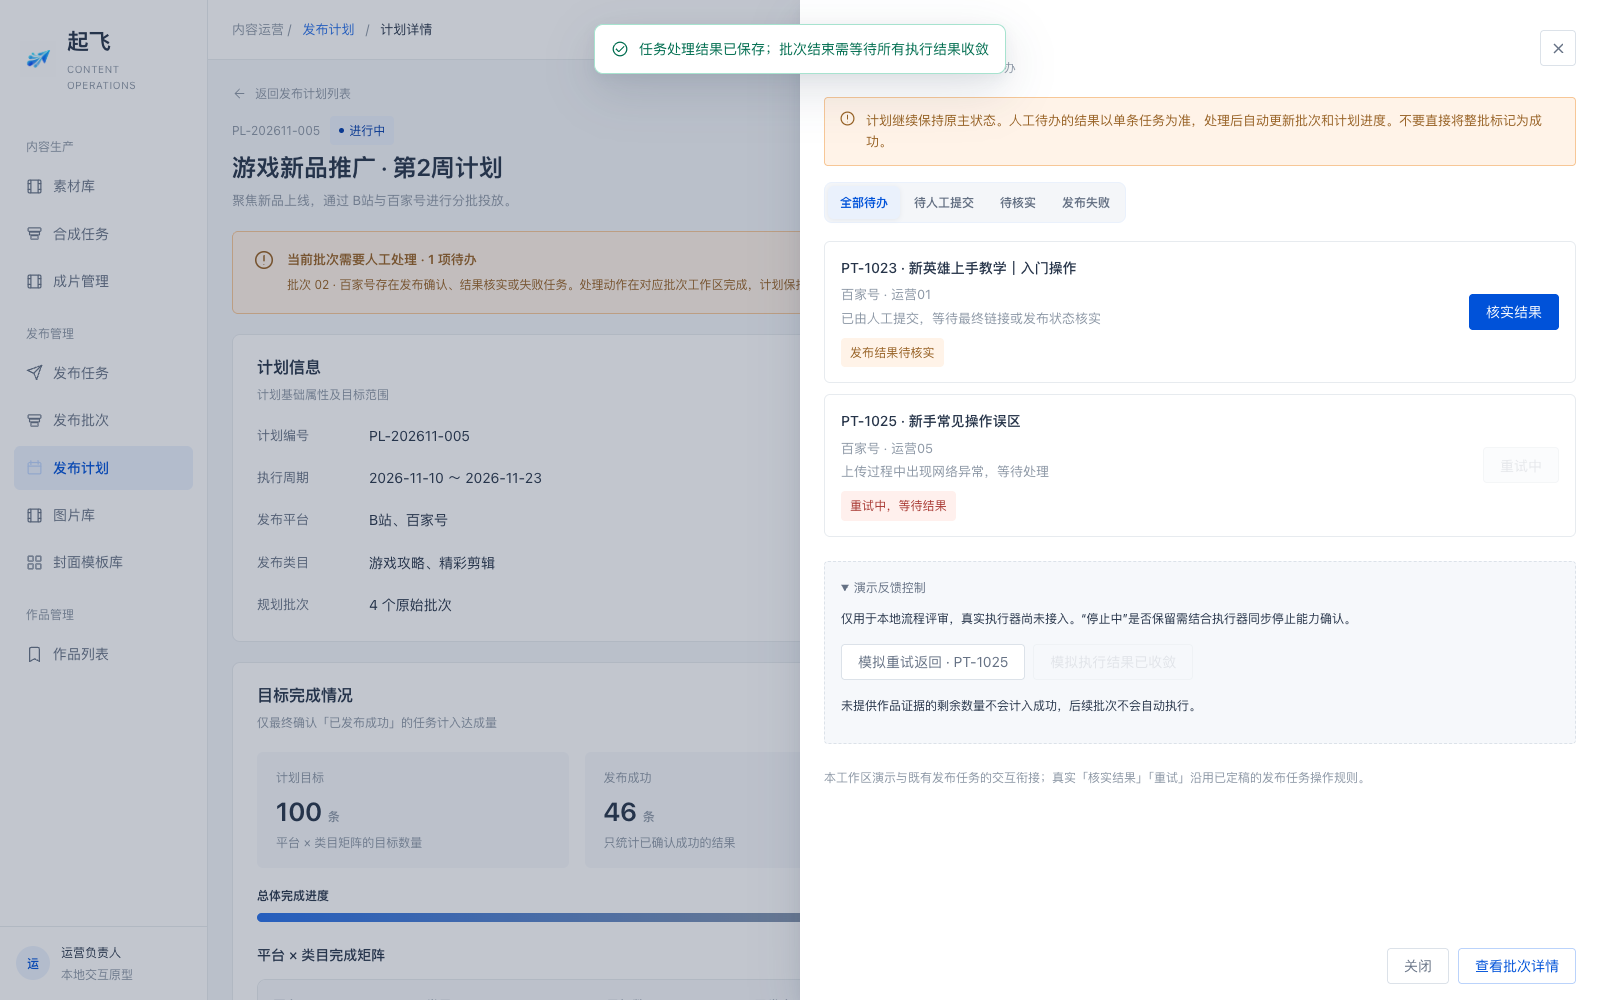 起飞
CONTENT
OPERATIONS
内容生产
素材库
合成任务
成片管理
发布管理
发布任务
发布批次
发布计划
图片库
封面模板库
作品管理
作品列表
运
运营负责人
本地交互原型
内容运营 / 发布计划 / 计划详情
返回发布计划列表
PL-202611-005 进行中
游戏新品推广 · 第2周计划
聚焦新品上线，通过 B站与百家号进行分批投放。
当前批次需要人工处理 · 1 项待办
批次 02 · 百家号存在发布确认、结果核实或失败任务。处理动作在对应批次工作区完成，计划保持
计划信息
计划基础属性及目标范围
计划编号 PL-202611-005
执行周期 2026-11-10 ～ 2026-11-23
发布平台 B站、百家号
发布类目 游戏攻略、精彩剪辑
规划批次 4 个原始批次
目标完成情况
仅最终确认「已发布成功」的任务计入达成量
计划目标
100 条
平台 × 类目矩阵的目标数量
发布成功
46 条
只统计已确认成功的结果
总体完成进度
平台 × 类目完成矩阵
任务处理结果已保存；批次结束需等待所有执行结果收敛
办
计划继续保持原主状态。人工待办的结果以单条任务为准，处理后自动更新批次和计划进度。不要直接将整批标记为成
功。
全部待办 待人工提交 待核实 发布失败
PT-1023 · 新英雄上手教学｜入门操作
百家号 · 运营01
已由人工提交，等待最终链接或发布状态核实
发布结果待核实
核实结果
PT-1025 · 新手常见操作误区
百家号 · 运营05
上传过程中出现网络异常，等待处理
重试中，等待结果
重试中
▼ 演示反馈控制
仅用于本地流程评审，真实执行器尚未接入。“停止中”是否保留需结合执行器同步停止能力确认。
模拟重试返回 · PT-1025 模拟执行结果已收敛
未提供作品证据的剩余数量不会计入成功，后续批次不会自动执行。
本工作区演示与既有发布任务的交互衔接；真实「核实结果」「重试」沿用已定稿的发布任务操作规则。
关闭 查看批次详情